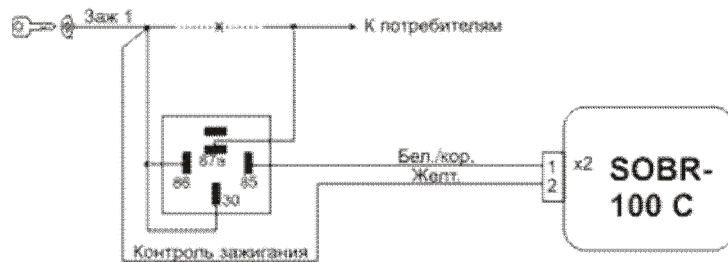 Заж 1
К потребителям
87а
86
85
30
Бел./кор.
Желт.
1
2
x2
SOBR-
100 C
Контроль зажигания